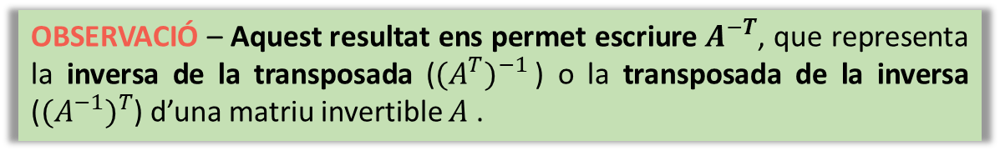 OBSERVACIÓ – Aquest resultat ens permet escriure $A^{-T}$, que representa
la inversa de la transposada ($(A^T)^{-1}$ ) o la transposada de la inversa
($(A^{-1})^T$) d’una matriu invertible $A$ .